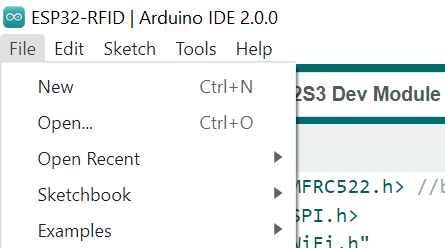 ESP32-RFID | Arduino IDE 2.0.0
File Edit Sketch Tools Help
New Ctrl+N
2S3 Dev Module
Open... Ctrl+O
Open Recent
Sketchbook
MFRC522.h> //b
SPI.h>
Examples
WiFi.h"